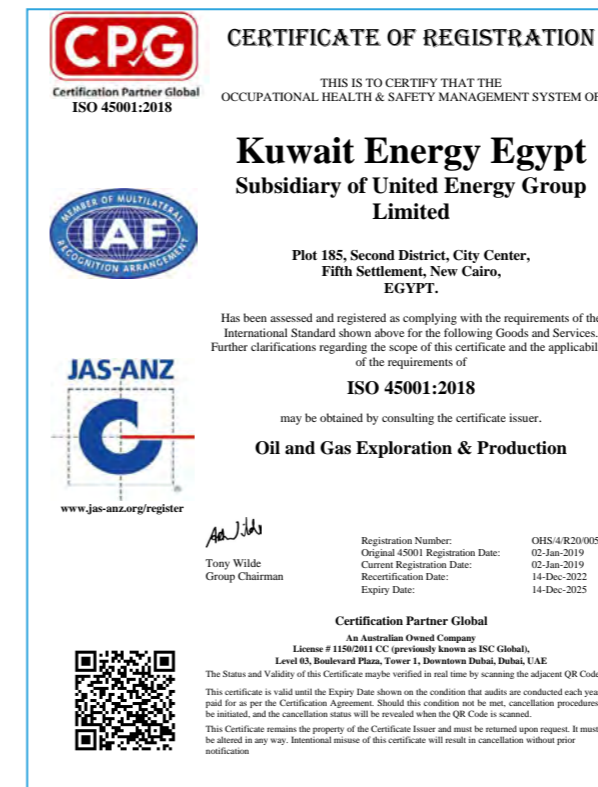 CPG
Certification Partner Global
ISO 45001:2018
CERTIFICATE OF REGISTRATION
THIS IS TO CERTIFY THAT THE
OCCUPATIONAL HEALTH & SAFETY MANAGEMENT SYSTEM OF
Kuwait Energy Egypt
Subsidiary of United Energy Group
Limited
MEMBER OF MULTILATERAL
IAF
RECOGNITION ARRANGEMENT
Plot 185, Second District, City Center,
Fifth Settlement, New Cairo,
EGYPT.
Has been assessed and registered as complying with the requirements of the
International Standard shown above for the following Goods and Services.
Further clarifications regarding the scope of this certificate and the applicabil
of the requirements of
ISO 45001:2018
may be obtained by consulting the certificate issuer.
Oil and Gas Exploration & Production
JAS-ANZ
www.jas-anz.org/register
Tony Wilde
Group Chairman
Registration Number: OHS/4/R20/005
Original 45001 Registration Date: 02-Jan-2019
Current Registration Date: 02-Jan-2019
Recertification Date: 14-Dec-2022
Expiry Date: 14-Dec-2025
Certification Partner Global
An Australian Owned Company
License # 1150/2011 CC (previously known as ISC Global),
Level 03, Boulevard Plaza, Tower 1, Downtown Dubai, Dubai, UAE
The Status and Validity of this Certificate maybe verified in real time by scanning the adjacent QR Code
This certificate is valid until the Expiry Date shown on the condition that audits are conducted each yea
paid for as per the Certification Agreement. Should this condition not be met, cancellation procedures
be initiated, and the cancellation status will be revealed when the QR Code is scanned.
This Certificate remains the property of the Certificate Issuer and must be returned upon request. It must
be altered in any way. Intentional misuse of this certificate will result in cancellation without prior
notification